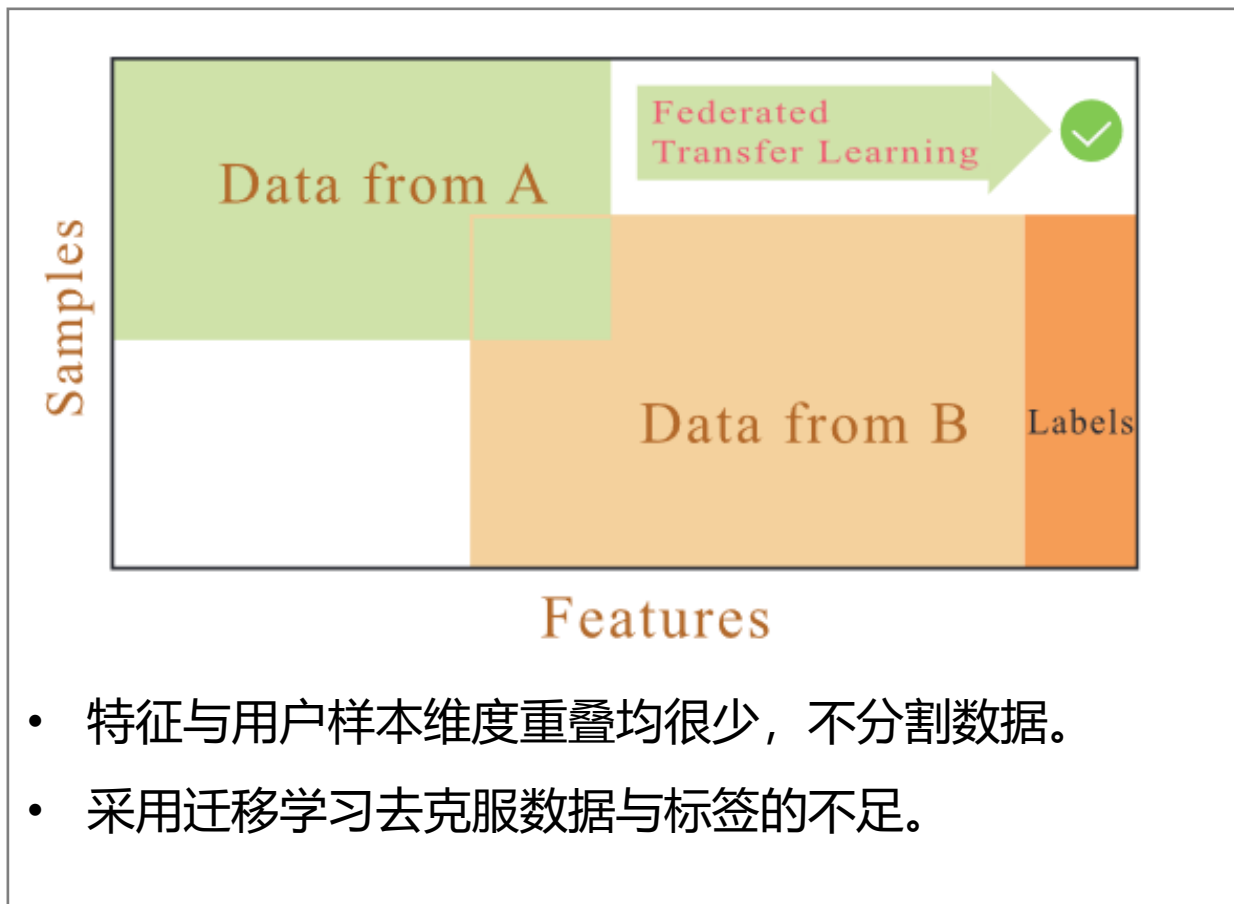 Federated
Transfer Learning
Data from A
Samples
Data from B
Labels
Features
• 特征与用户样本维度重叠均很少，不分割数据。
• 采用迁移学习去克服数据与标签的不足。